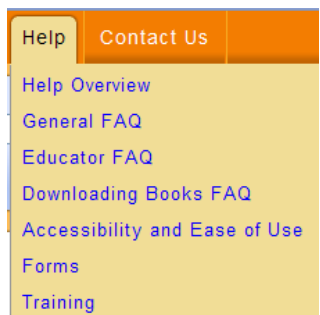 Help Contact Us
Help Overview
General FAQ
Educator FAQ
Downloading Books FAQ
Accessibility and Ease of Use
Forms
Training